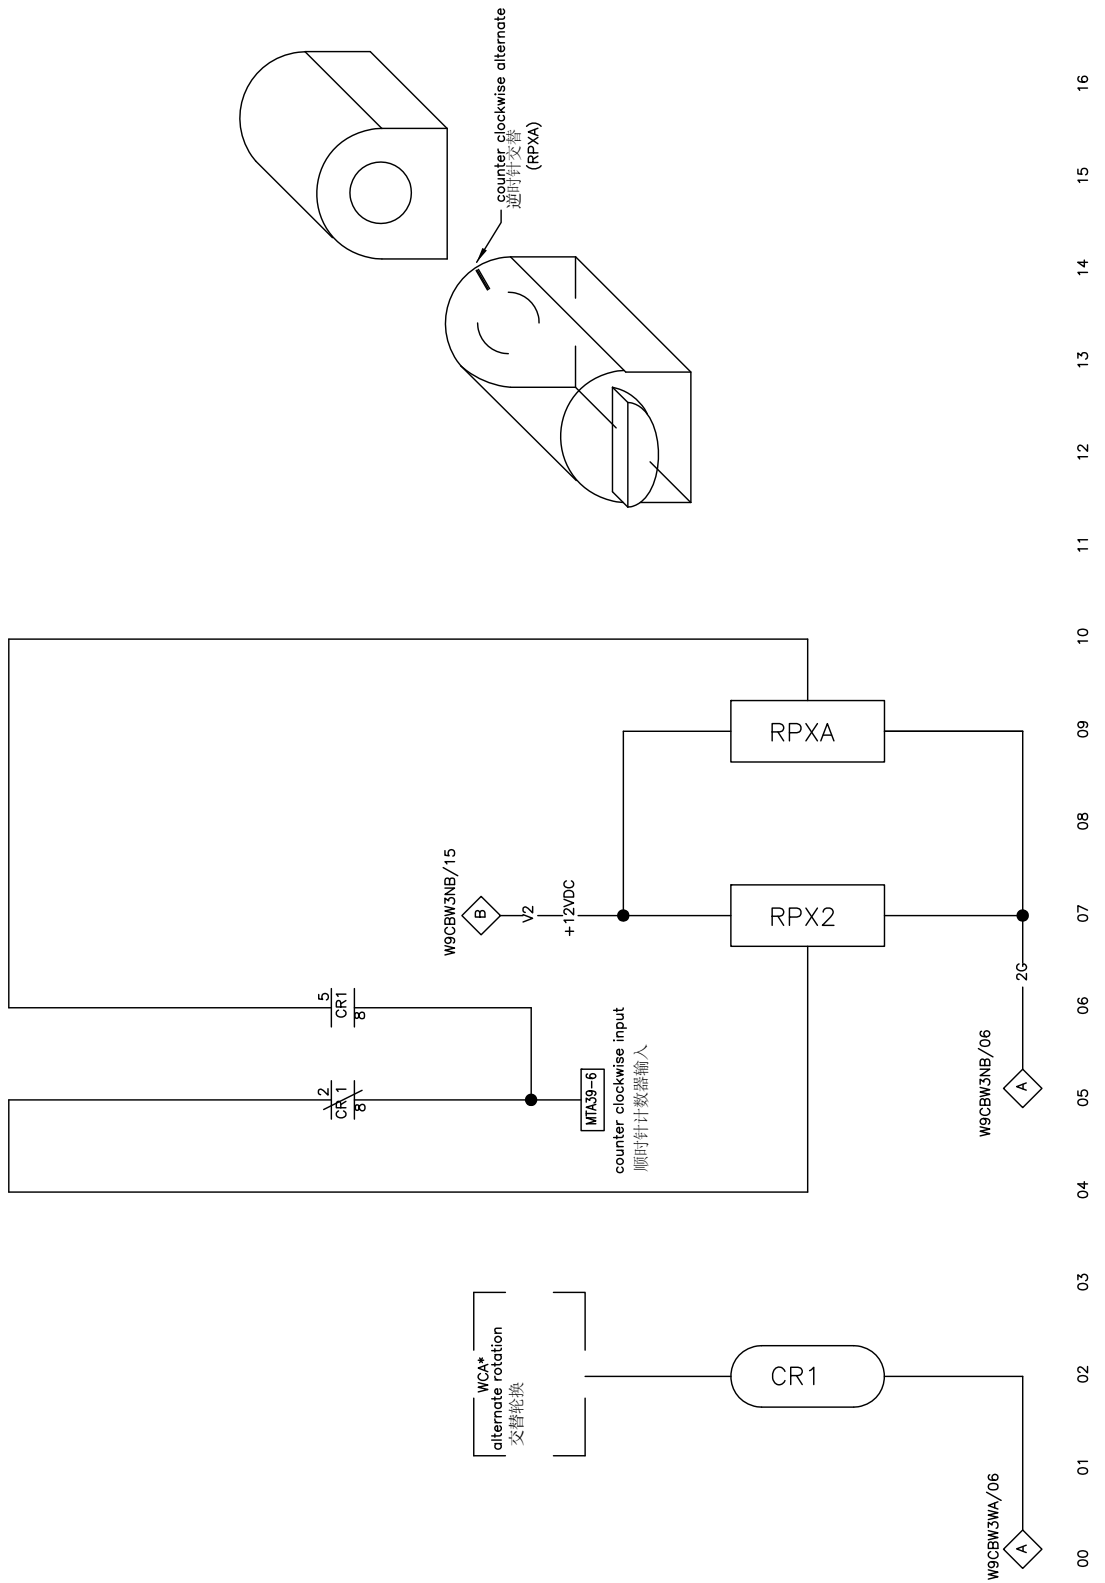 counter clockwise alternate
逆时针交替
(RPXA)
RPXA
W9CBW3NB/15
B
V2
+12VDC
RPX2
5
CR1
8
2
CR1
8
MTA39-6
counter clockwise input
顺时针计数器输入
2G
W9CBW3NB/06
A
WCA*
alternate rotation
交替轮换
CR1
W9CBW3WA/06
A
00
01
02
03
04
05
06
07
08
09
10
11
12
13
14
15
16